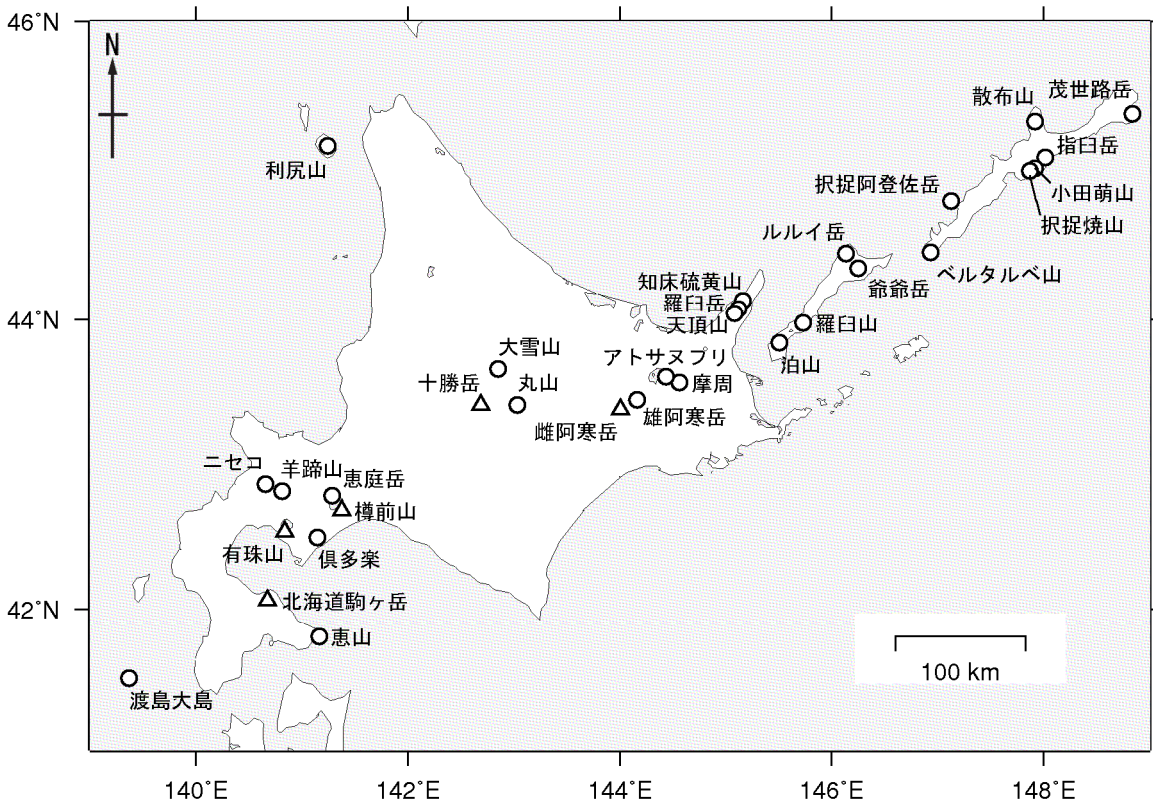 46°N
N
茂世路岳
散布山
指臼岳
利尻山
小田萌山
択捉阿登佐岳
択捉焼山
ルルイ岳
ベルタルベ山
知床硫黄山
爺爺岳
羅臼岳
44°N
天頂山
羅臼山
大雪山
アトサヌプリ
泊山
十勝岳
丸山
摩周
雌阿寒岳
雄阿寒岳
ニセコ
羊蹄山
恵庭岳
樽前山
有珠山
倶多楽
42°N
北海道駒ヶ岳
恵山
100 km
渡島大島
140°E
142°E
144°E
146°E
148°E